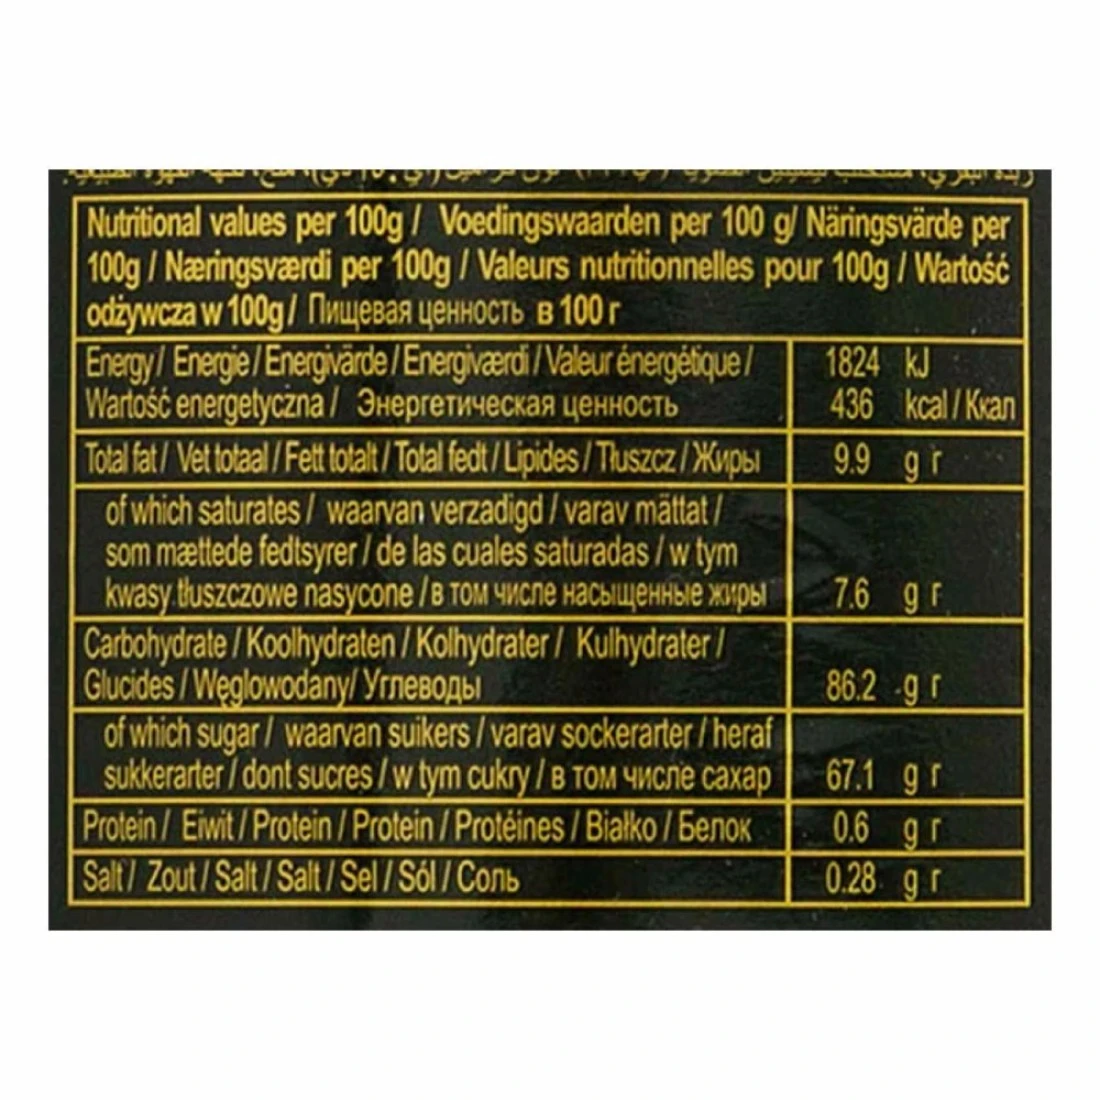 Nutritional values per 100g / Voedingswaarden per 100 g/ Näringsvärde per
100g / Næringsværdi per 100g / Valeurs nutritionnelles pour 100g / Wartość
odżywcza w 100g / Пищевая ценность в 100 г
Energy / Energie / Energivärde / Energiværdi / Valeur énergétique / 1824 kJ
Wartość energetyczna / Энергетическая ценность 436 kcal / Ккал
Total fat / Vet totaal / Fett totalt / Total fedt / Lipides / Tłuszcz / Жиры 9.9 g г
of which saturates / waarvan verzadigd / varav mättat /
som mættede fedtsyrer / de las cuales saturadas / w tym
kwasy tłuszczowe nasycone / в том числе насыщенные жиры 7.6 g г
Carbohydrate / Koolhydraten / Kolhydrater / Kulhydrater /
Glucides / Węglowodany/ Углеводы 86.2 g г
of which sugar / waarvan suikers / varav sockerarter / heraf
sukkerarter / dont sucres / w tym cukry / в том числе сахар 67.1 g г
Protein / Eiwit / Protein / Protein / Protéines / Białko / Белок 0.6 g г
Salt / Zout / Salt / Salt / Sel / Sól / Соль 0.28 g г